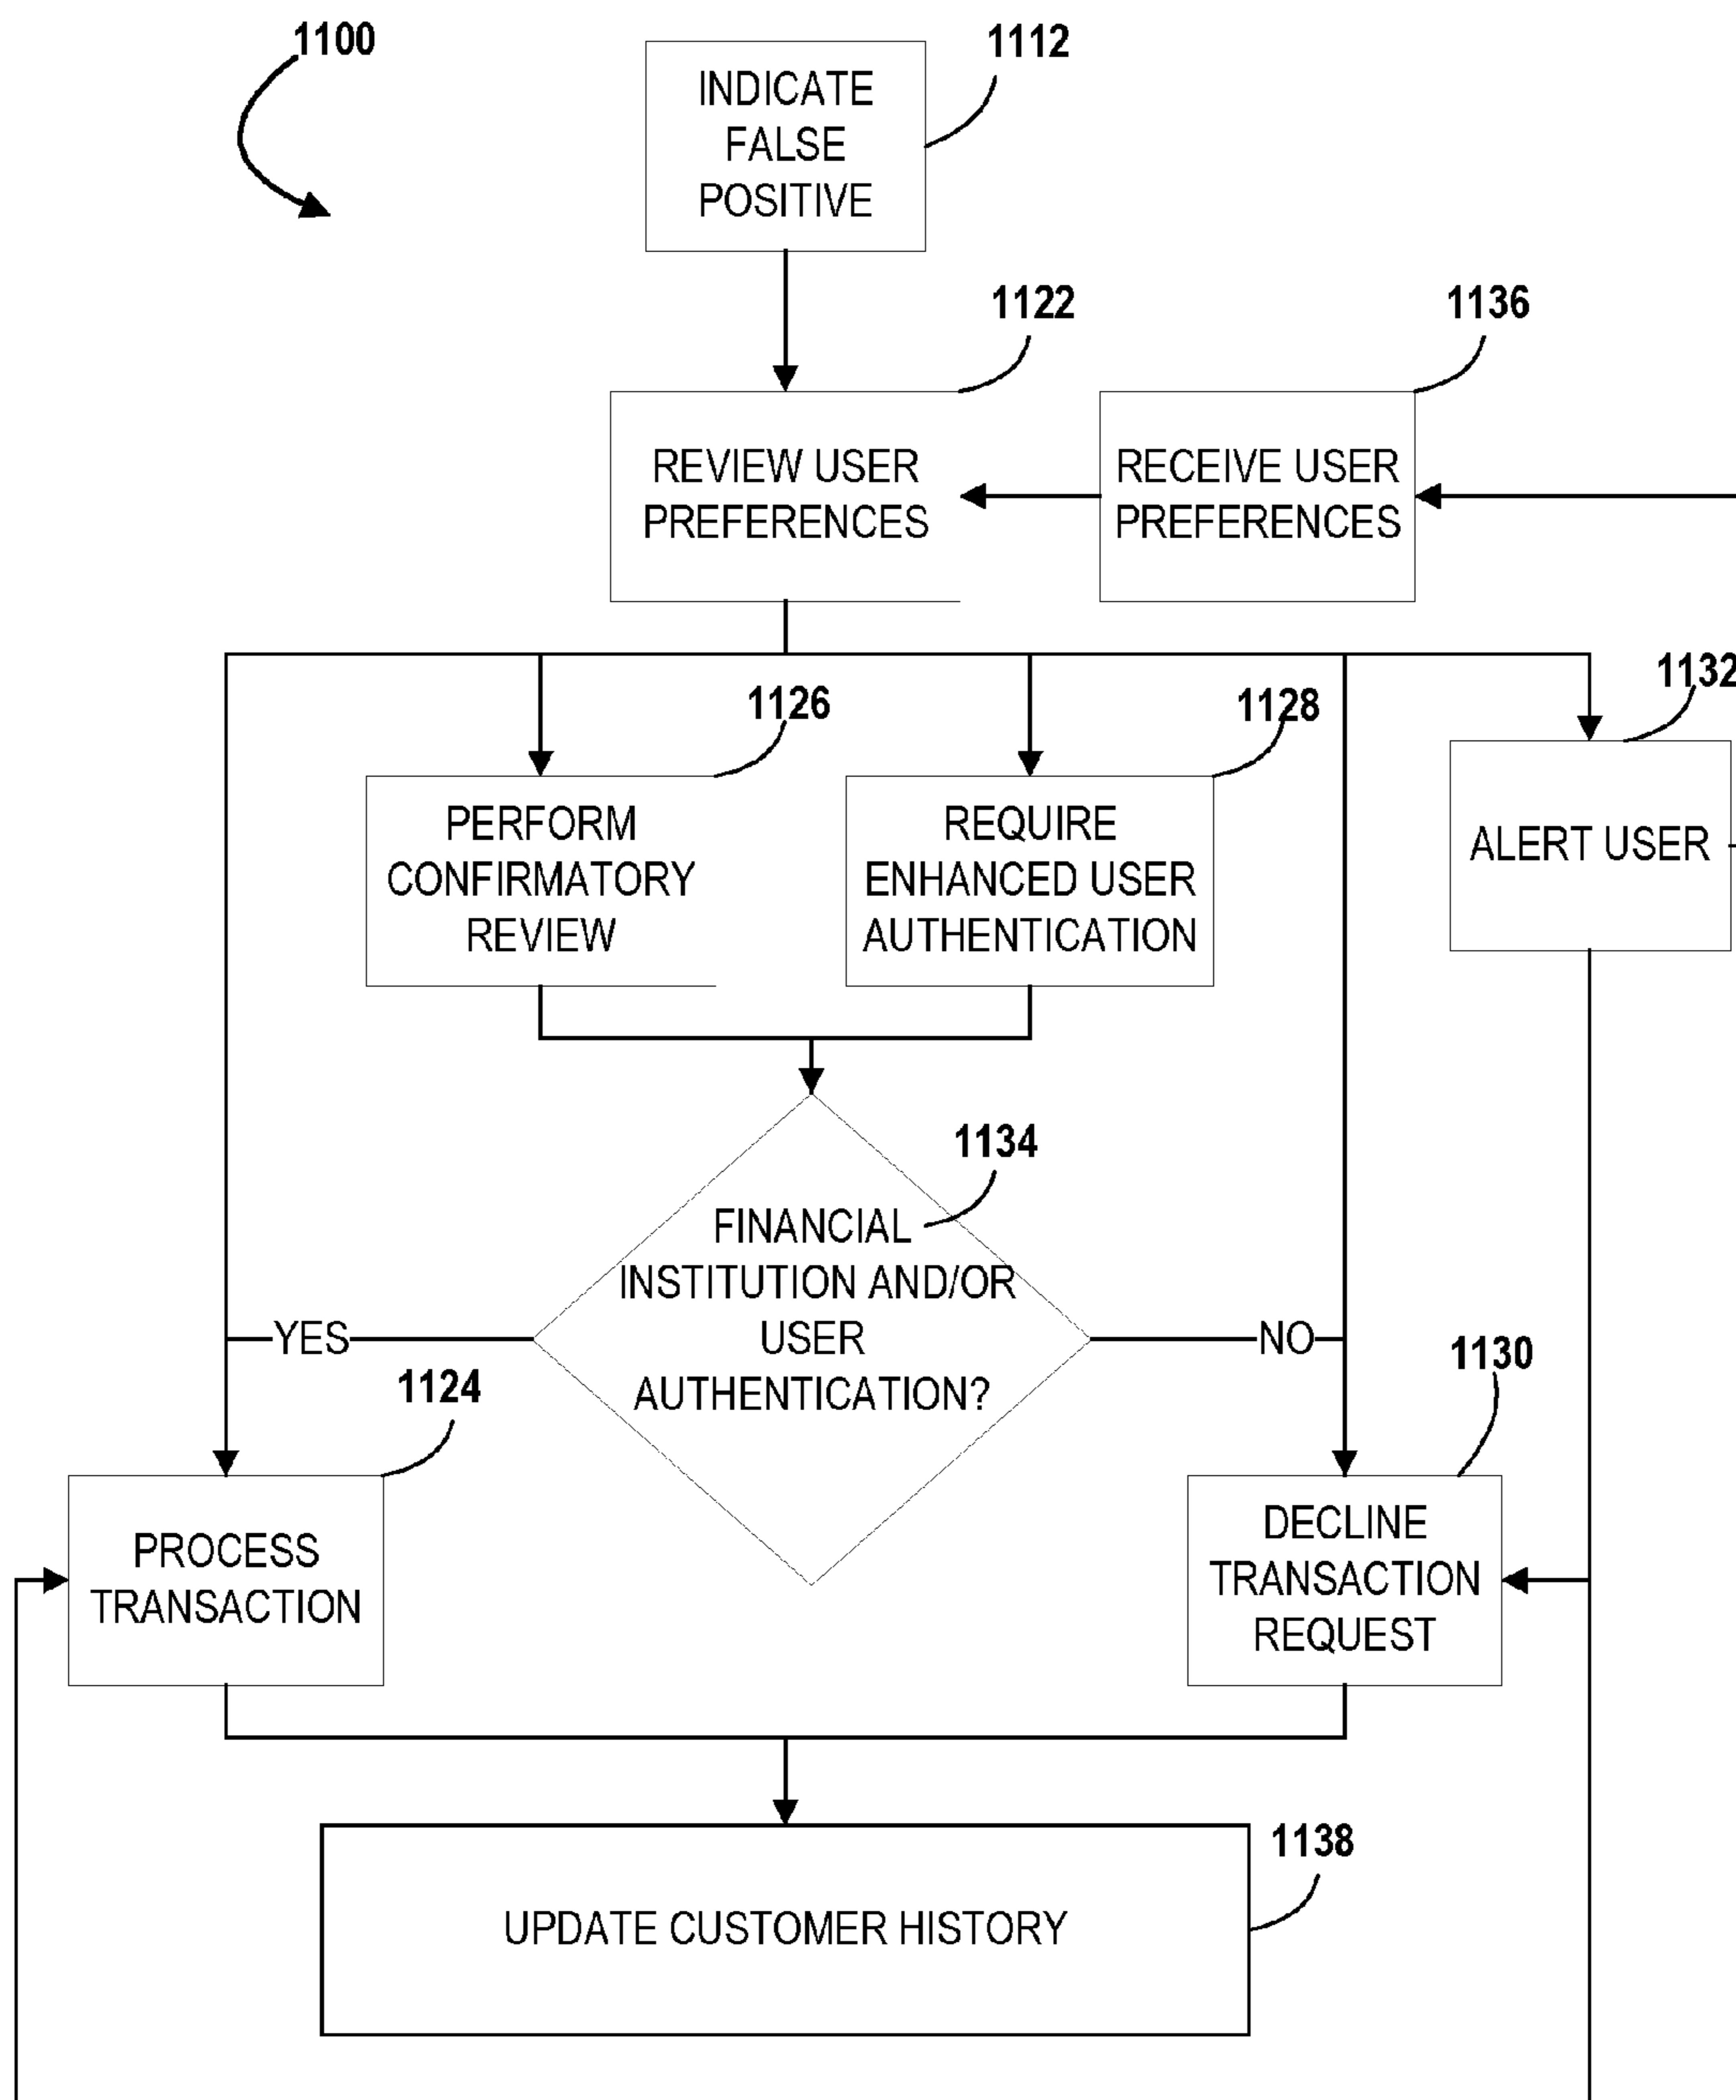 1100
1112
INDICATE
FALSE
POSITIVE
1122
1136
REVIEW USER
PREFERENCES
RECEIVE USER
PREFERENCES
1132
1126
1128
PERFORM
CONFIRMATORY
REVIEW
REQUIRE
ENHANCED USER
AUTHENTICATION
ALERT USER
1134
FINANCIAL
INSTITUTION AND/OR
USER
AUTHENTICATION?
YES
NO
1124
1130
PROCESS
TRANSACTION
DECLINE
TRANSACTION
REQUEST
1138
UPDATE CUSTOMER HISTORY